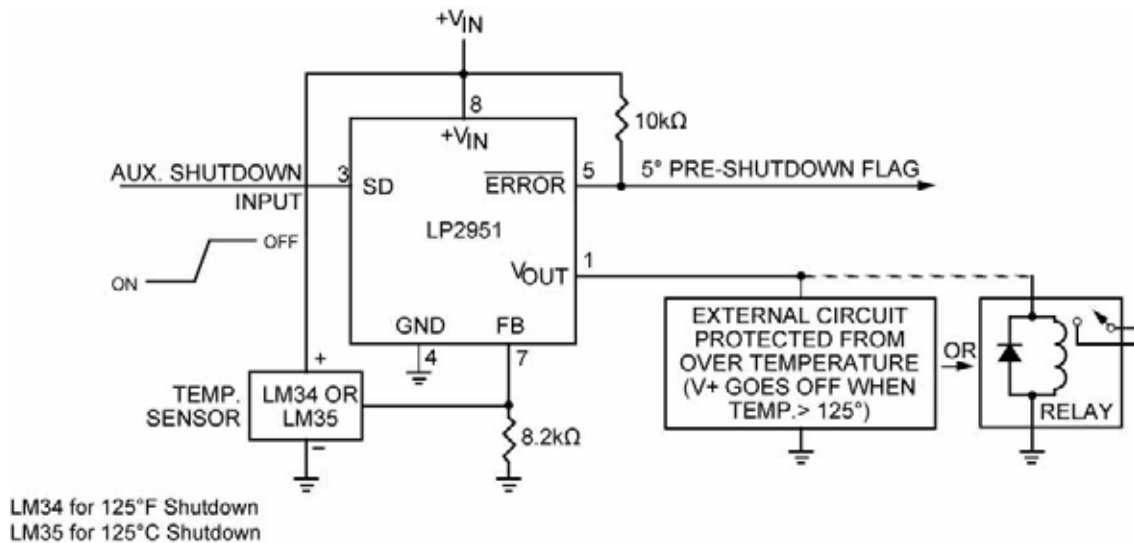 +VIN
8
+VIN
10kΩ
AUX. SHUTDOWN
INPUT
3
SD
ERROR
5
5° PRE-SHUTDOWN FLAG
LP2951
OFF
ON
VOUT
1
GND
FB
4
7
EXTERNAL CIRCUIT
PROTECTED FROM
OVER TEMPERATURE
(V+ GOES OFF WHEN
TEMP.> 125°)
OR
RELAY
+
TEMP.
SENSOR
LM34 OR
LM35
–
8.2kΩ
LM34 for 125°F Shutdown
LM35 for 125°C Shutdown